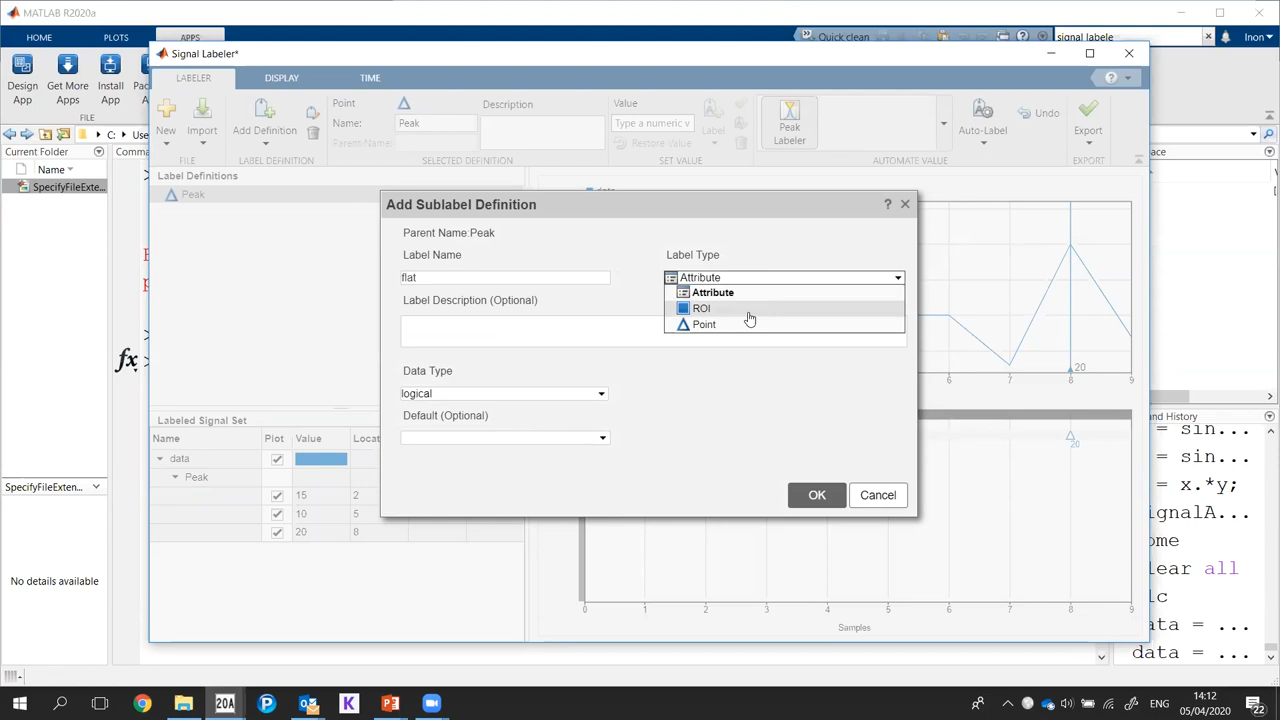 MATLAB R2020a
HOME PLOTS APPS Quick clean signal labele Inon
Signal Labeler*
LABELER DISPLAY TIME
Design App
Get More Apps
Install App
FILE
New Import Add Definition
FILE LABEL DEFINITION
Point
Name: Peak
Parent Name:
Description
SELECTED DEFINITION
Value
Type a numeric v
Restore Value
Label
SET VALUE
Peak Labeler
Auto-Label
AUTOMATE VALUE
Undo
Export
EXPORT
C: Use
Current Folder
Name
SpecifyFileExte...
Label Definitions
Peak
Add Sublabel Definition
Parent Name:Peak
Label Name Label Type
flat Attribute
Attribute
ROI
Point
Label Description (Optional)
Data Type
logical
Default (Optional)
OK Cancel
fx
Labeled Signal Set
Name Plot Value Locat
data
Peak
15 2
10 5
20 8
SpecifyFileExten...
No details available
20
6 7 8 9
20
0 1 2 3 4 5 6 7 8 9
Samples
ace
and History
= sin...
= sin...
= x.*y;
ignalA...
ome
lear all
ic
ata = ...
data = ...
20A
ENG
14:12
05/04/2020
22